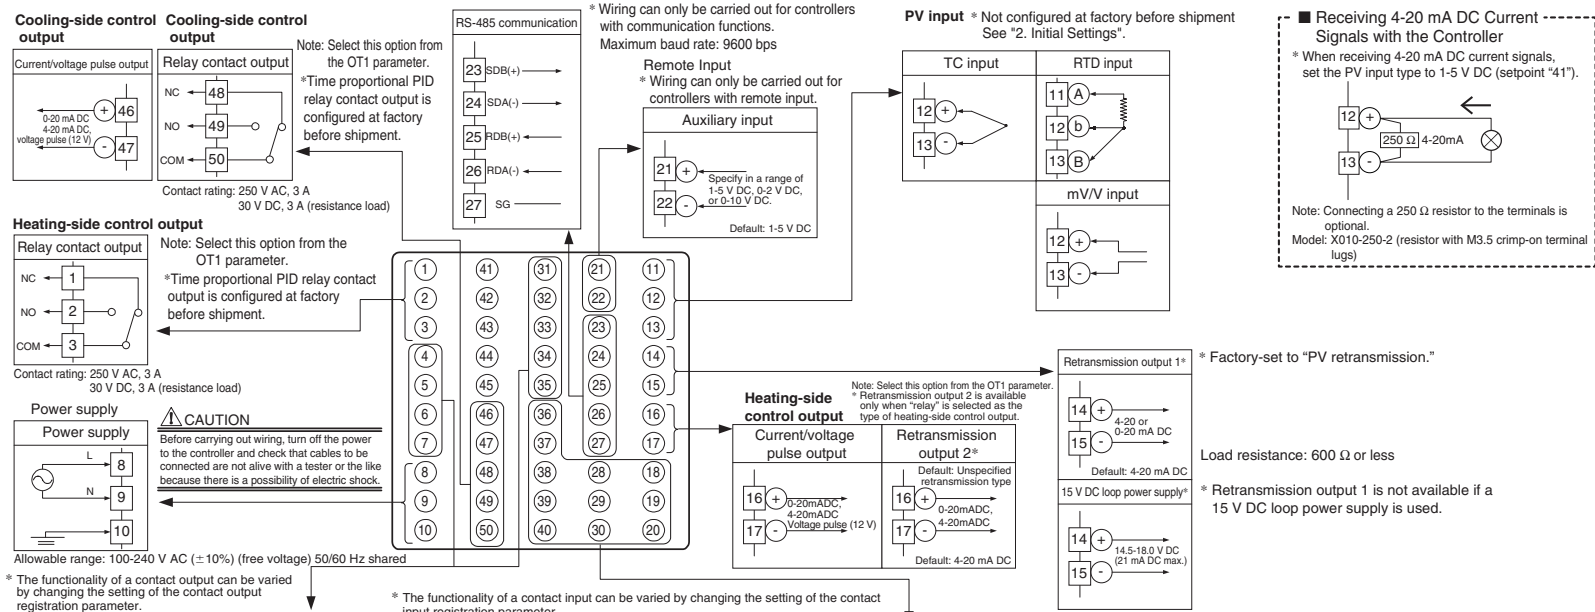 Cooling-side control
output
Current/voltage pulse output
0-20 mA DC
4-20 mA DC,
voltage pulse (12 V)
+ 46
- 47
Cooling-side control
output
Relay contact output
NC 48
NO 49
COM 50
Contact rating: 250 V AC, 3 A
30 V DC, 3 A (resistance load)
Note: Select this option from
the OT1 parameter.
*Time proportional PID
relay contact output is
configured at factory
before shipment.
RS-485 communication
23 SDB(+)
24 SDA(-)
25 RDB(+)
26 RDA(-)
27 SG
* Wiring can only be carried out for controllers
with communication functions.
Maximum baud rate: 9600 bps
Remote Input
* Wiring can only be carried out for
controllers with remote input.
Auxiliary input
21 +
22 -
Specify in a range of
1-5 V DC, 0-2 V DC,
or 0-10 V DC.
Default: 1-5 V DC
PV input * Not configured at factory before shipment
See "2. Initial Settings".
TC input
12 +
13 -
RTD input
11 A
12 b
13 B
mV/V input
12 +
13 -
■ Receiving 4-20 mA DC Current
Signals with the Controller
* When receiving 4-20 mA DC current signals,
set the PV input type to 1-5 V DC (setpoint “41”).
12 +
250 Ω 4-20mA
13 -
Note: Connecting a 250 Ω resistor to the terminals is
optional.
Model: X010-250-2 (resistor with M3.5 crimp-on terminal
lugs)
Heating-side control output
Relay contact output
NC 1
NO 2
COM 3
Contact rating: 250 V AC, 3 A
30 V DC, 3 A (resistance load)
Note: Select this option from the
OT1 parameter.
*Time proportional PID relay contact
output is configured at factory
before shipment.
Power supply
Power supply
L 8
N 9
10
Allowable range: 100-240 V AC (±10%) (free voltage) 50/60 Hz shared
CAUTION
Before carrying out wiring, turn off the power
to the controller and check that cables to be
connected are not alive with a tester or the like
because there is a possibility of electric shock.
1 41 31 21 11
2 42 32 22 12
3 43 33 23 13
4 44 34 24 14
5 45 35 25 15
6 46 36 26 16
7 47 37 27 17
8 48 38 28 18
9 49 39 29 19
10 50 40 30 20
Heating-side
control output
Note: Select this option from the OT1 parameter.
* Retransmission output 2 is available
only when “relay” is selected as the
type of heating-side control output.
Current/voltage
pulse output
16 +
17 -
0-20mADC,
4-20mADC
Voltage pulse (12 V)
Retransmission
output 2*
Default: Unspecified
retransmission type
16 +
17 -
0-20mADC,
4-20mADC
Default: 4-20 mA DC
Retransmission output 1*
14 +
15 -
4-20 or
0-20 mA DC
Default: 4-20 mA DC
15 V DC loop power supply*
14 +
15 -
14.5-18.0 V DC
(21 mA DC max.)
* Factory-set to “PV retransmission.”
Load resistance: 600 Ω or less
* Retransmission output 1 is not available if a
15 V DC loop power supply is used.
* The functionality of a contact output can be varied
by changing the setting of the contact output
registration parameter.
* The functionality of a contact input can be varied by changing the setting of the contact
input registration parameter.